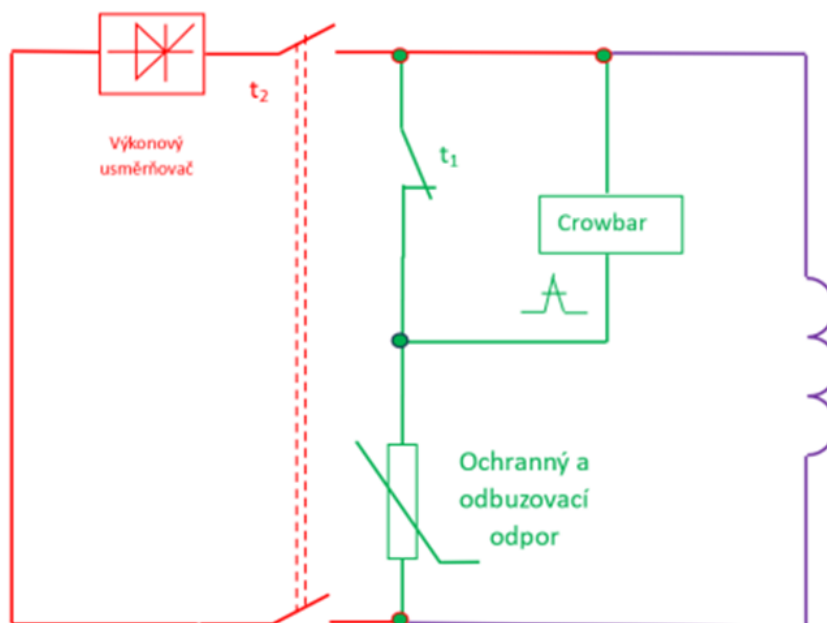 t₂
Výkonový
usměrňovač
t₁
Crowbar
Ochranný a
odbuzovací
odpor